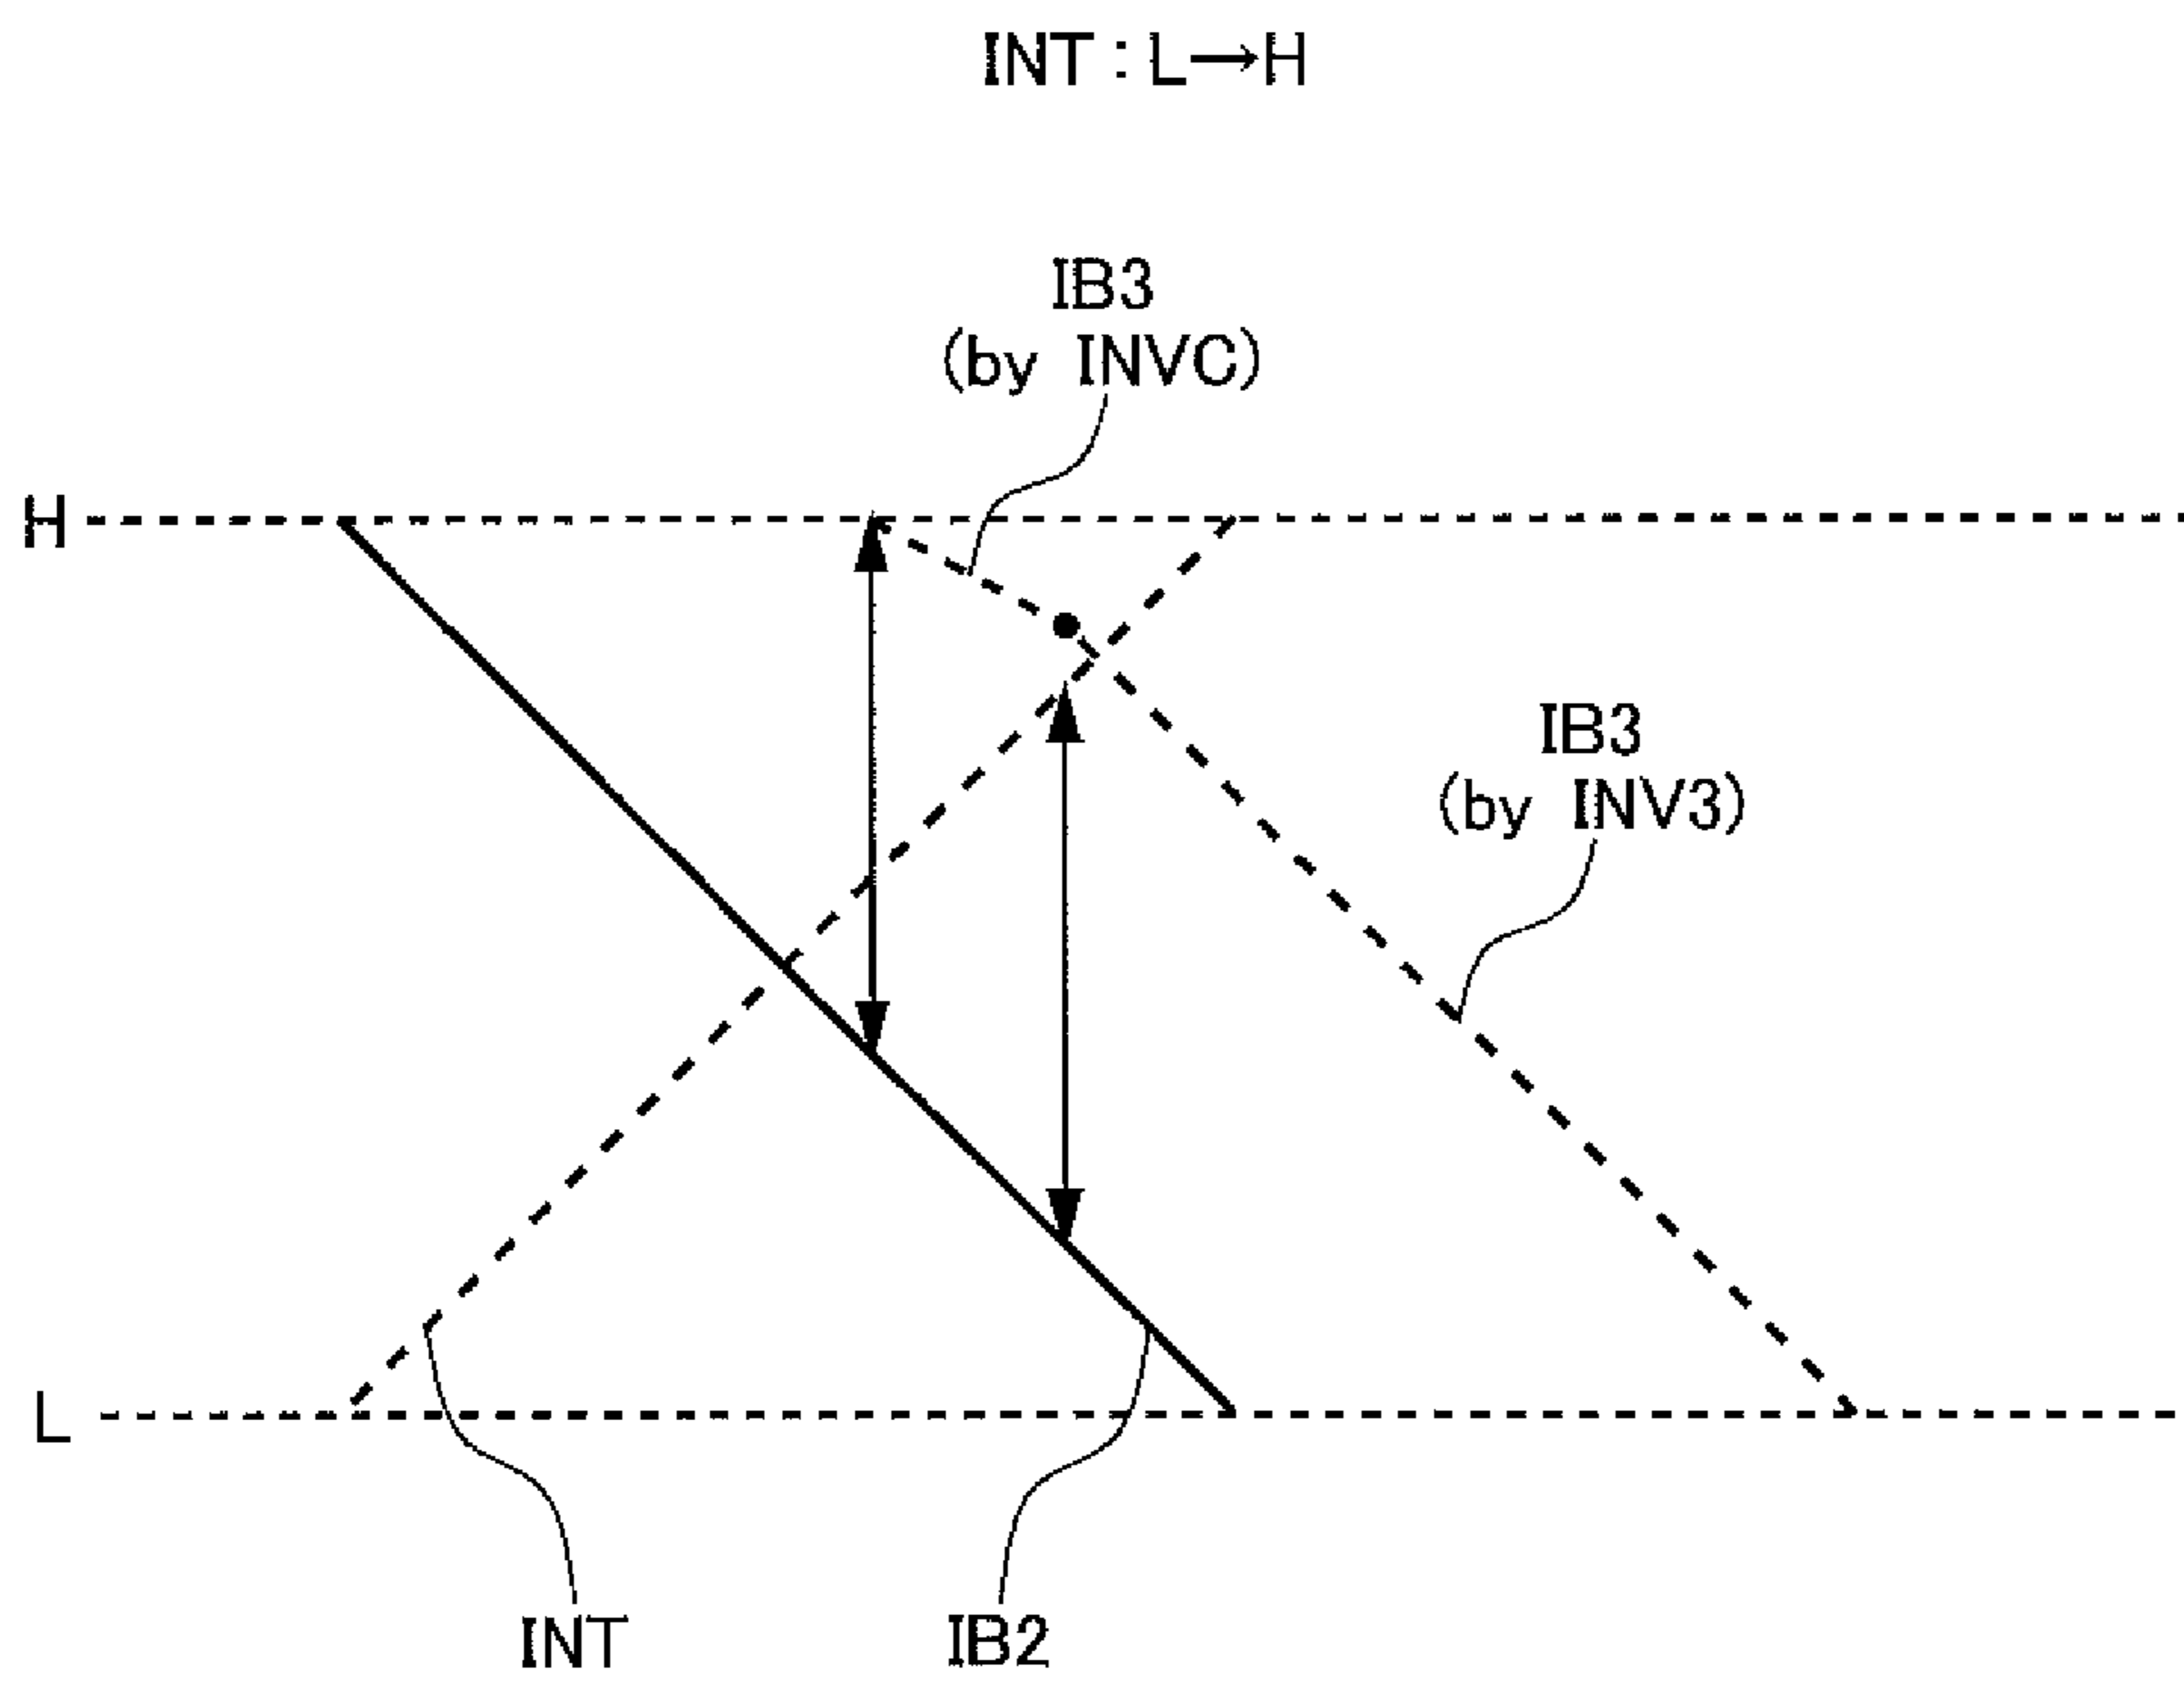 INT:L→H
IB3
(by INVC)
H
IB3
(by INV3)
L
INT
IB2